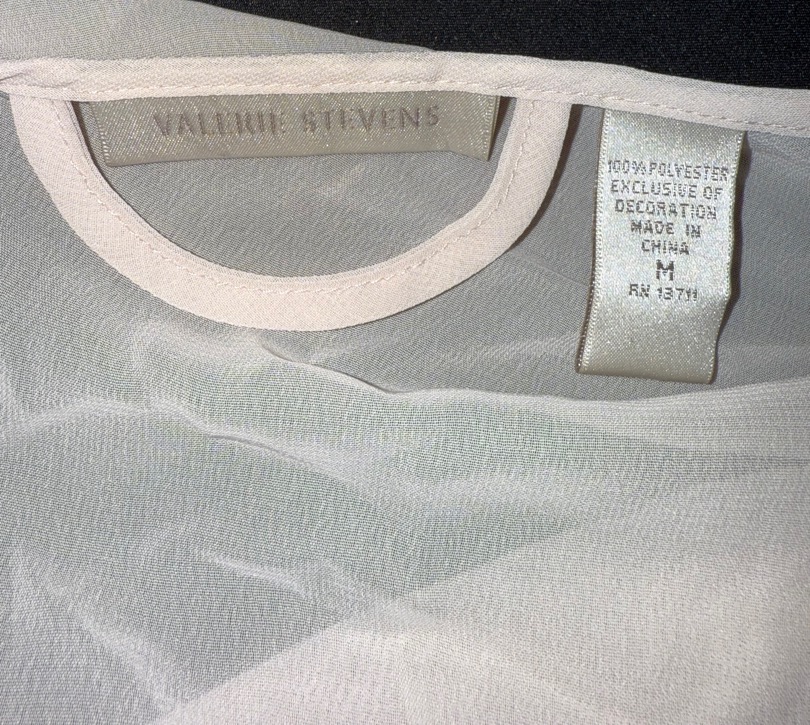 VALERIE STEVENS
100% POLYESTER
EXCLUSIVE OF
DECORATION
MADE IN
CHINA
M
RN 13711